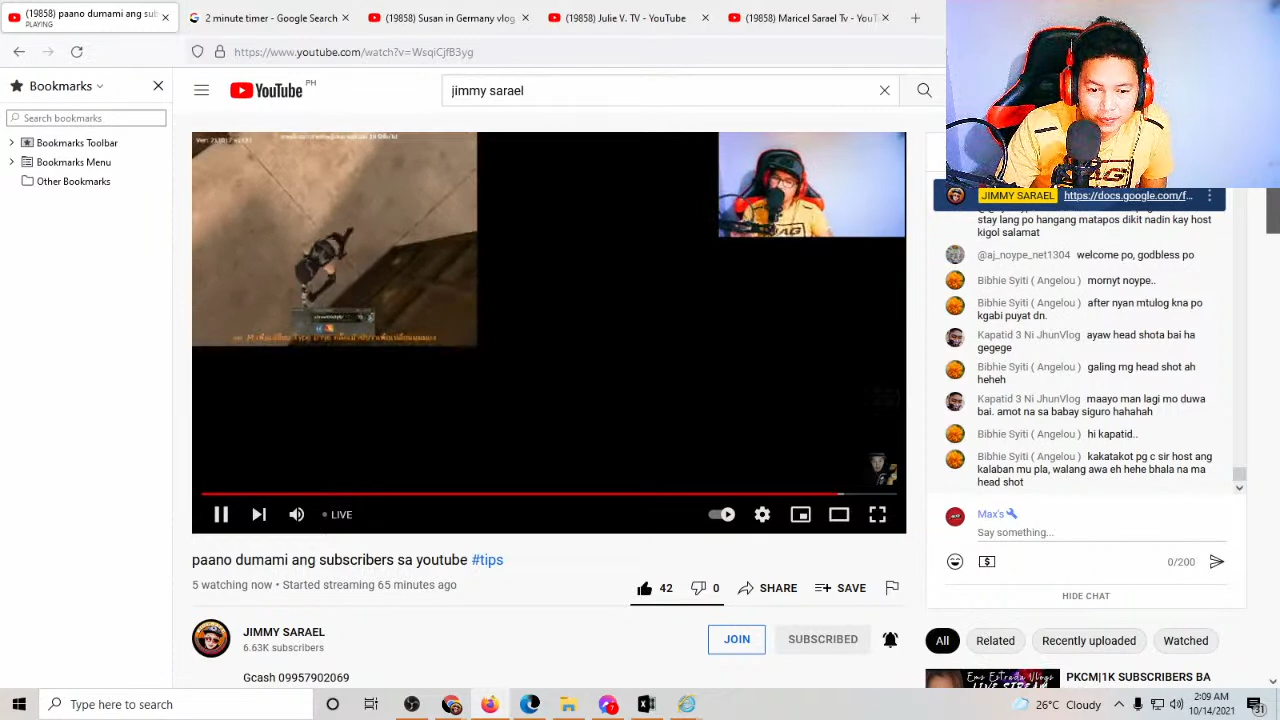 (19858) paano dumami ang sub
PLAYING
2 minute timer - Google Search
(19858) Susan in Germany vlog
(19858) Julie V. TV - YouTube
(19858) Maricel Sarael Tv - YouTu
https://www.youtube.com/watch?v=WsqiCjfB3yg
Bookmarks
Search bookmarks
Bookmarks Toolbar
Bookmarks Menu
Other Bookmarks
YouTube PH
jimmy sarael
JIMMY SARAEL https://docs.google.com/f...
stay lang po hangang matapos dikit nadin kay host
kigol salamat
@aj_noype_net1304 welcome po, godbless po
Bibhie Syiti ( Angelou ) mornyt noype..
Bibhie Syiti ( Angelou ) after nyan mtulog kna po
kgabi puyat dn.
Kapatid 3 Ni JhunVlog ayaw head shota bai ha
gegege
Bibhie Syiti ( Angelou ) galing mg head shot ah
heheh
Kapatid 3 Ni JhunVlog maayo man lagi mo duwa
bai. amot na sa babay siguro hahahah
Bibhie Syiti ( Angelou ) hi kapatid..
Bibhie Syiti ( Angelou ) kakatakot pg c sir host ang
kalaban mu pla, walang awa eh hehe bhala na ma
head shot
Max's
Say something...
0/200
HIDE CHAT
LIVE
paano dumami ang subscribers sa youtube #tips
5 watching now • Started streaming 65 minutes ago
42 0 SHARE SAVE
JIMMY SARAEL
6.63K subscribers
JOIN SUBSCRIBED
Gcash 09957902069
All Related Recently uploaded Watched
Ems Estreda Vlogs
LIVE STREAM
PKCM|1K SUBSCRIBERS BA
Type here to search
7
26°C Cloudy
2:09 AM
10/14/2021
31